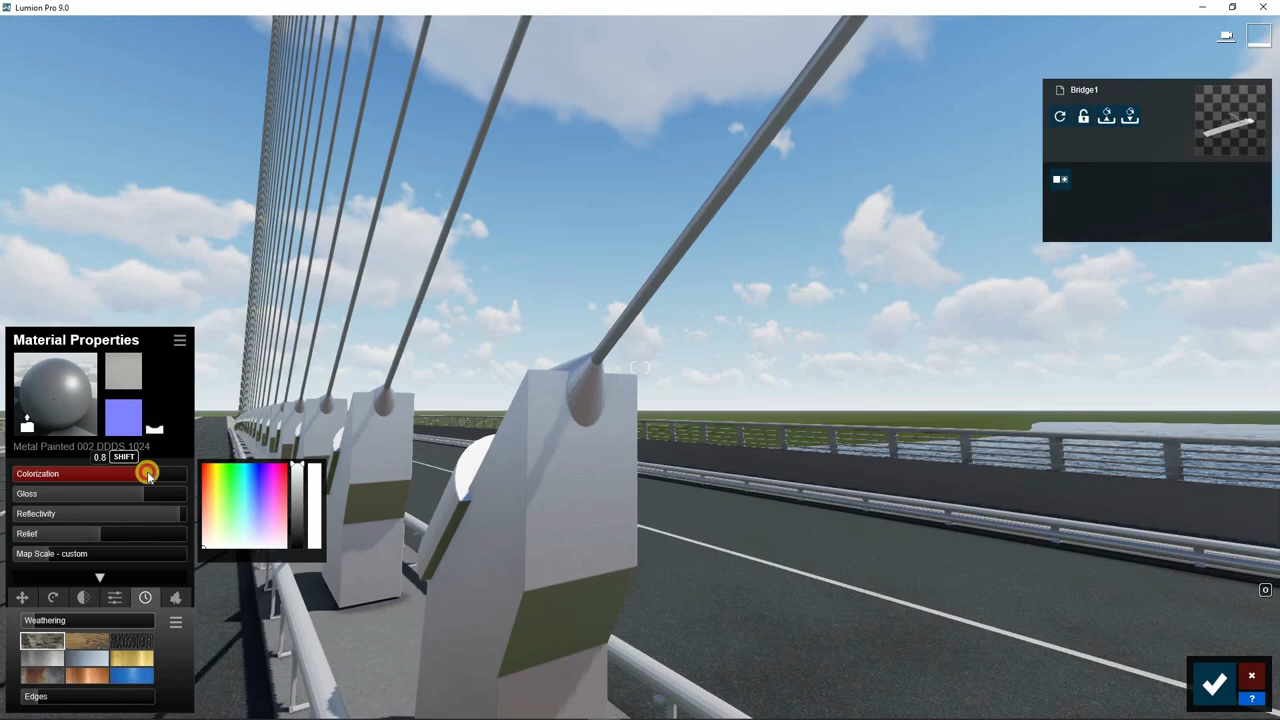 Lumion Pro 9.0
Bridge1
Material Properties
Metal Painted 002 DDDS 1024
0.8 SHIFT
Colorization
Gloss
Reflectivity
Relief
Map Scale - custom
Weathering
Edges
O
?